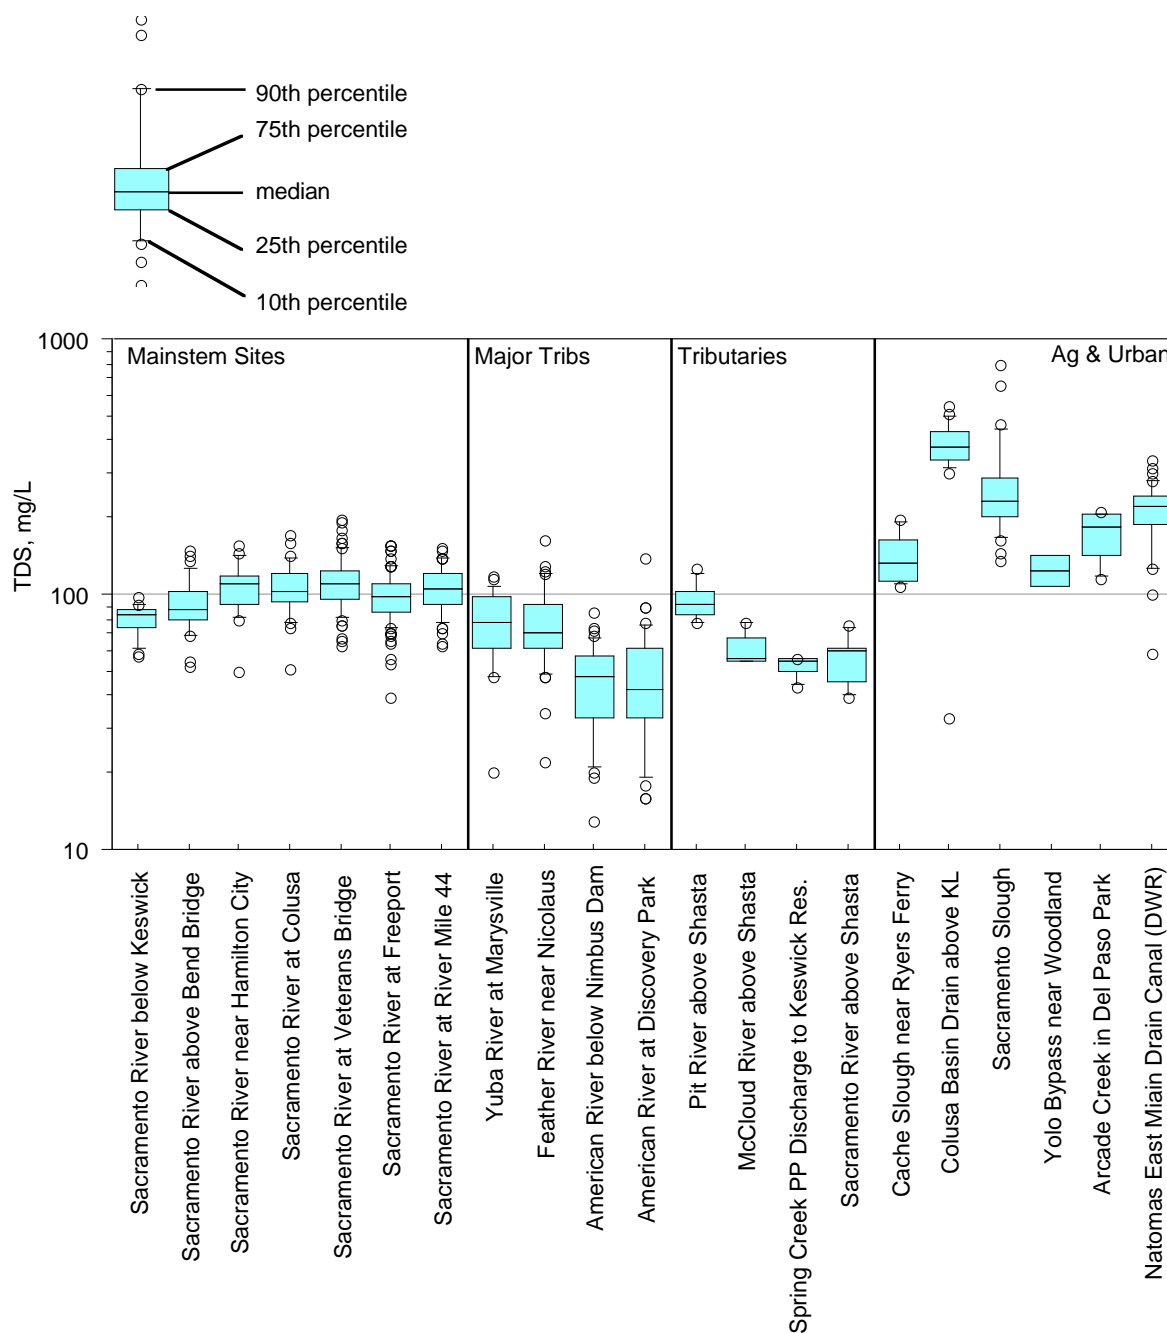 90th percentile
75th percentile
median
25th percentile
10th percentile
1000
Mainstem Sites
Major Tribs
Tributaries
Ag & Urban
TDS, mg/L
100
10
Sacramento River below Keswick
Sacramento River above Bend Bridge
Sacramento River near Hamilton City
Sacramento River at Colusa
Sacramento River at Veterans Bridge
Sacramento River at Freeport
Sacramento River at River Mile 44
Yuba River at Marysville
Feather River near Nicolaus
American River below Nimbus Dam
American River at Discovery Park
Pit River above Shasta
McCloud River above Shasta
Spring Creek PP Discharge to Keswick Res.
Sacramento River above Shasta
Cache Slough near Ryers Ferry
Colusa Basin Drain above KL
Sacramento Slough
Yolo Bypass near Woodland
Arcade Creek in Del Paso Park
Natomas East Miain Drain Canal (DWR)